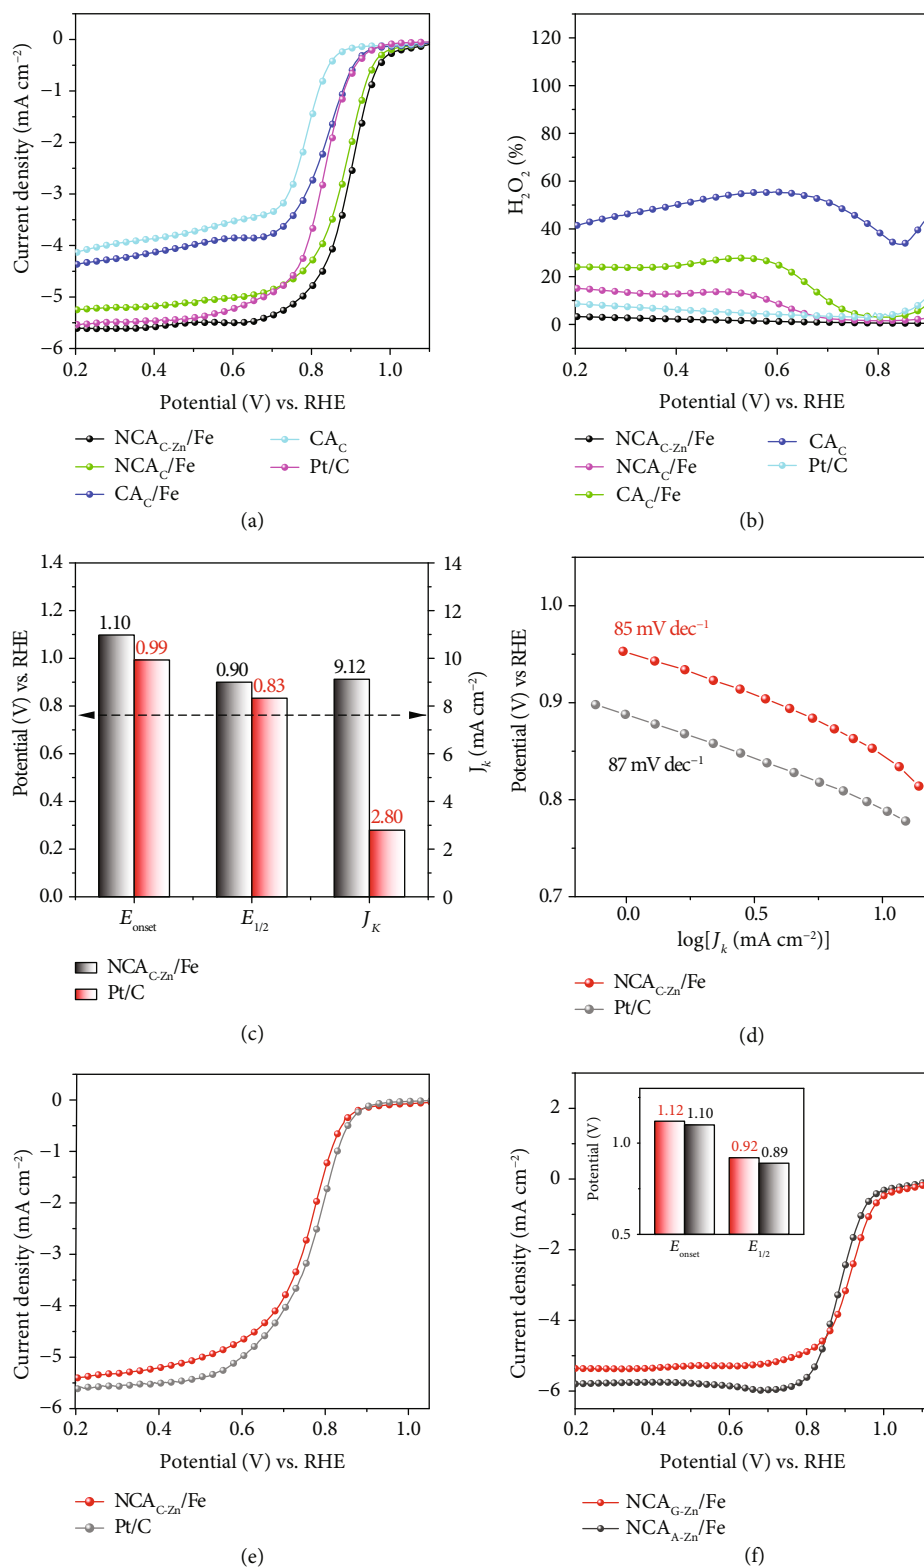 0
−1
−2
−3
−4
−5
−6
Current density (mA cm⁻²)
0.2 0.4 0.6 0.8 1.0
Potential (V) vs. RHE
NCA_C-Zn/Fe
NCA_C/Fe
CA_C/Fe
CA_C
Pt/C
(a)
120
100
80
60
40
20
0
H₂O₂ (%)
0.2 0.4 0.6 0.8
Potential (V) vs. RHE
NCA_C-Zn/Fe
NCA_C/Fe
CA_C/Fe
CA_C
Pt/C
(b)
1.4
1.2
1.0
0.8
0.6
0.4
0.2
0.0
Potential (V) vs. RHE
14
12
10
8
6
4
2
0
J_k (mA cm⁻²)
1.10
0.99
0.90
0.83
9.12
2.80
E_onset E_1/2 J_K
NCA_C-Zn/Fe
Pt/C
(c)
1.0
0.9
0.8
0.7
Potential (V) vs RHE
85 mV dec⁻¹
87 mV dec⁻¹
0.0 0.5 1.0
log[J_k (mA cm⁻²)]
NCA_C-Zn/Fe
Pt/C
(d)
0
−1
−2
−3
−4
−5
−6
Current density (mA cm⁻²)
0.2 0.4 0.6 0.8 1.0
Potential (V) vs. RHE
NCA_C-Zn/Fe
Pt/C
(e)
2
0
−2
−4
−6
Current density (mA cm⁻²)
1.0
0.5
Potential (V)
1.12 1.10
0.92 0.89
E_onset E_1/2
0.2 0.4 0.6 0.8 1.0
Potential (V) vs. RHE
NCA_G-Zn/Fe
NCA_A-Zn/Fe
(f)